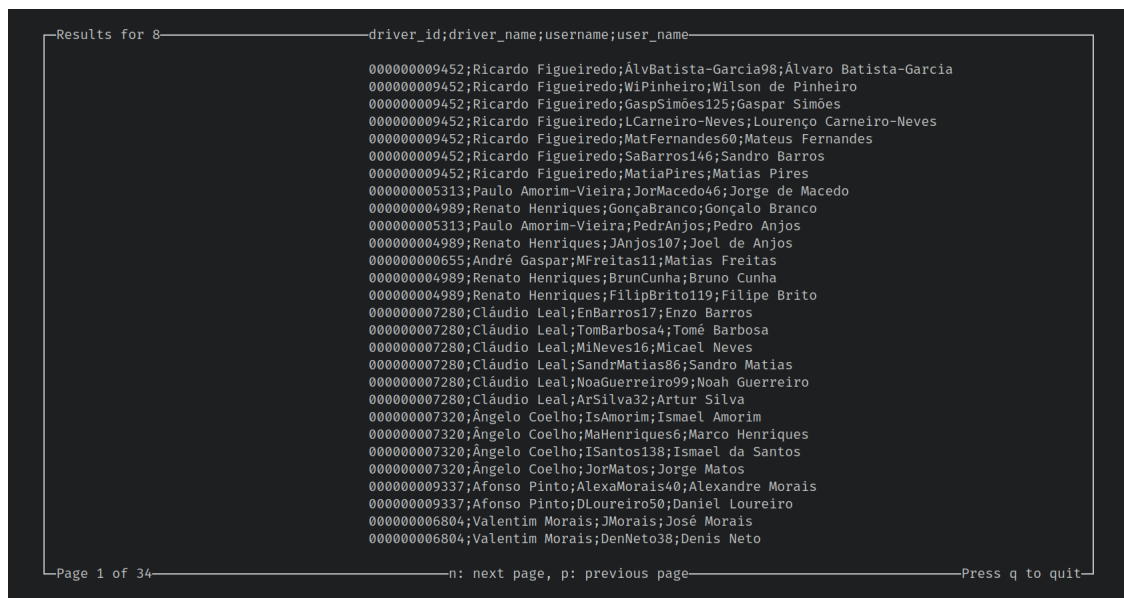 Results for 8 driver_id;driver_name;username;user_name
000000009452;Ricardo Figueiredo;ÁlvBatista-Garcia98;Álvaro Batista-Garcia
000000009452;Ricardo Figueiredo;WiPinheiro;Wilson de Pinheiro
000000009452;Ricardo Figueiredo;GaspSimões125;Gaspar Simões
000000009452;Ricardo Figueiredo;LCarneiro-Neves;Lourenço Carneiro-Neves
000000009452;Ricardo Figueiredo;MatFernandes60;Mateus Fernandes
000000009452;Ricardo Figueiredo;SaBarros146;Sandro Barros
000000009452;Ricardo Figueiredo;MatiaPires;Matias Pires
000000005313;Paulo Amorim-Vieira;JorMacedo46;Jorge de Macedo
000000004989;Renato Henriques;GonçaBranco;Gonçalo Branco
000000005313;Paulo Amorim-Vieira;PedrAnjos;Pedro Anjos
000000004989;Renato Henriques;JAnjos107;Joel de Anjos
000000000655;André Gaspar;MFreitas11;Matias Freitas
000000004989;Renato Henriques;BrunCunha;Bruno Cunha
000000004989;Renato Henriques;FilipBrito119;Filipe Brito
000000007280;Cláudio Leal;EnBarros17;Enzo Barros
000000007280;Cláudio Leal;TomBarbosa4;Tomé Barbosa
000000007280;Cláudio Leal;MiNeves16;Micael Neves
000000007280;Cláudio Leal;SandrMatias86;Sandro Matias
000000007280;Cláudio Leal;NoaGuerreiro99;Noah Guerreiro
000000007280;Cláudio Leal;ArSilva32;Artur Silva
000000007320;Ângelo Coelho;IsAmorim;Ismael Amorim
000000007320;Ângelo Coelho;MaHenriques6;Marco Henriques
000000007320;Ângelo Coelho;ISantos138;Ismael da Santos
000000007320;Ângelo Coelho;JorMatos;Jorge Matos
000000009337;Afonso Pinto;AlexaMorais40;Alexandre Morais
000000009337;Afonso Pinto;DLoureiro50;Daniel Loureiro
000000006804;Valentim Morais;JMorais;José Morais
000000006804;Valentim Morais;DenNeto38;Denis Neto
Page 1 of 34 n: next page, p: previous page Press q to quit